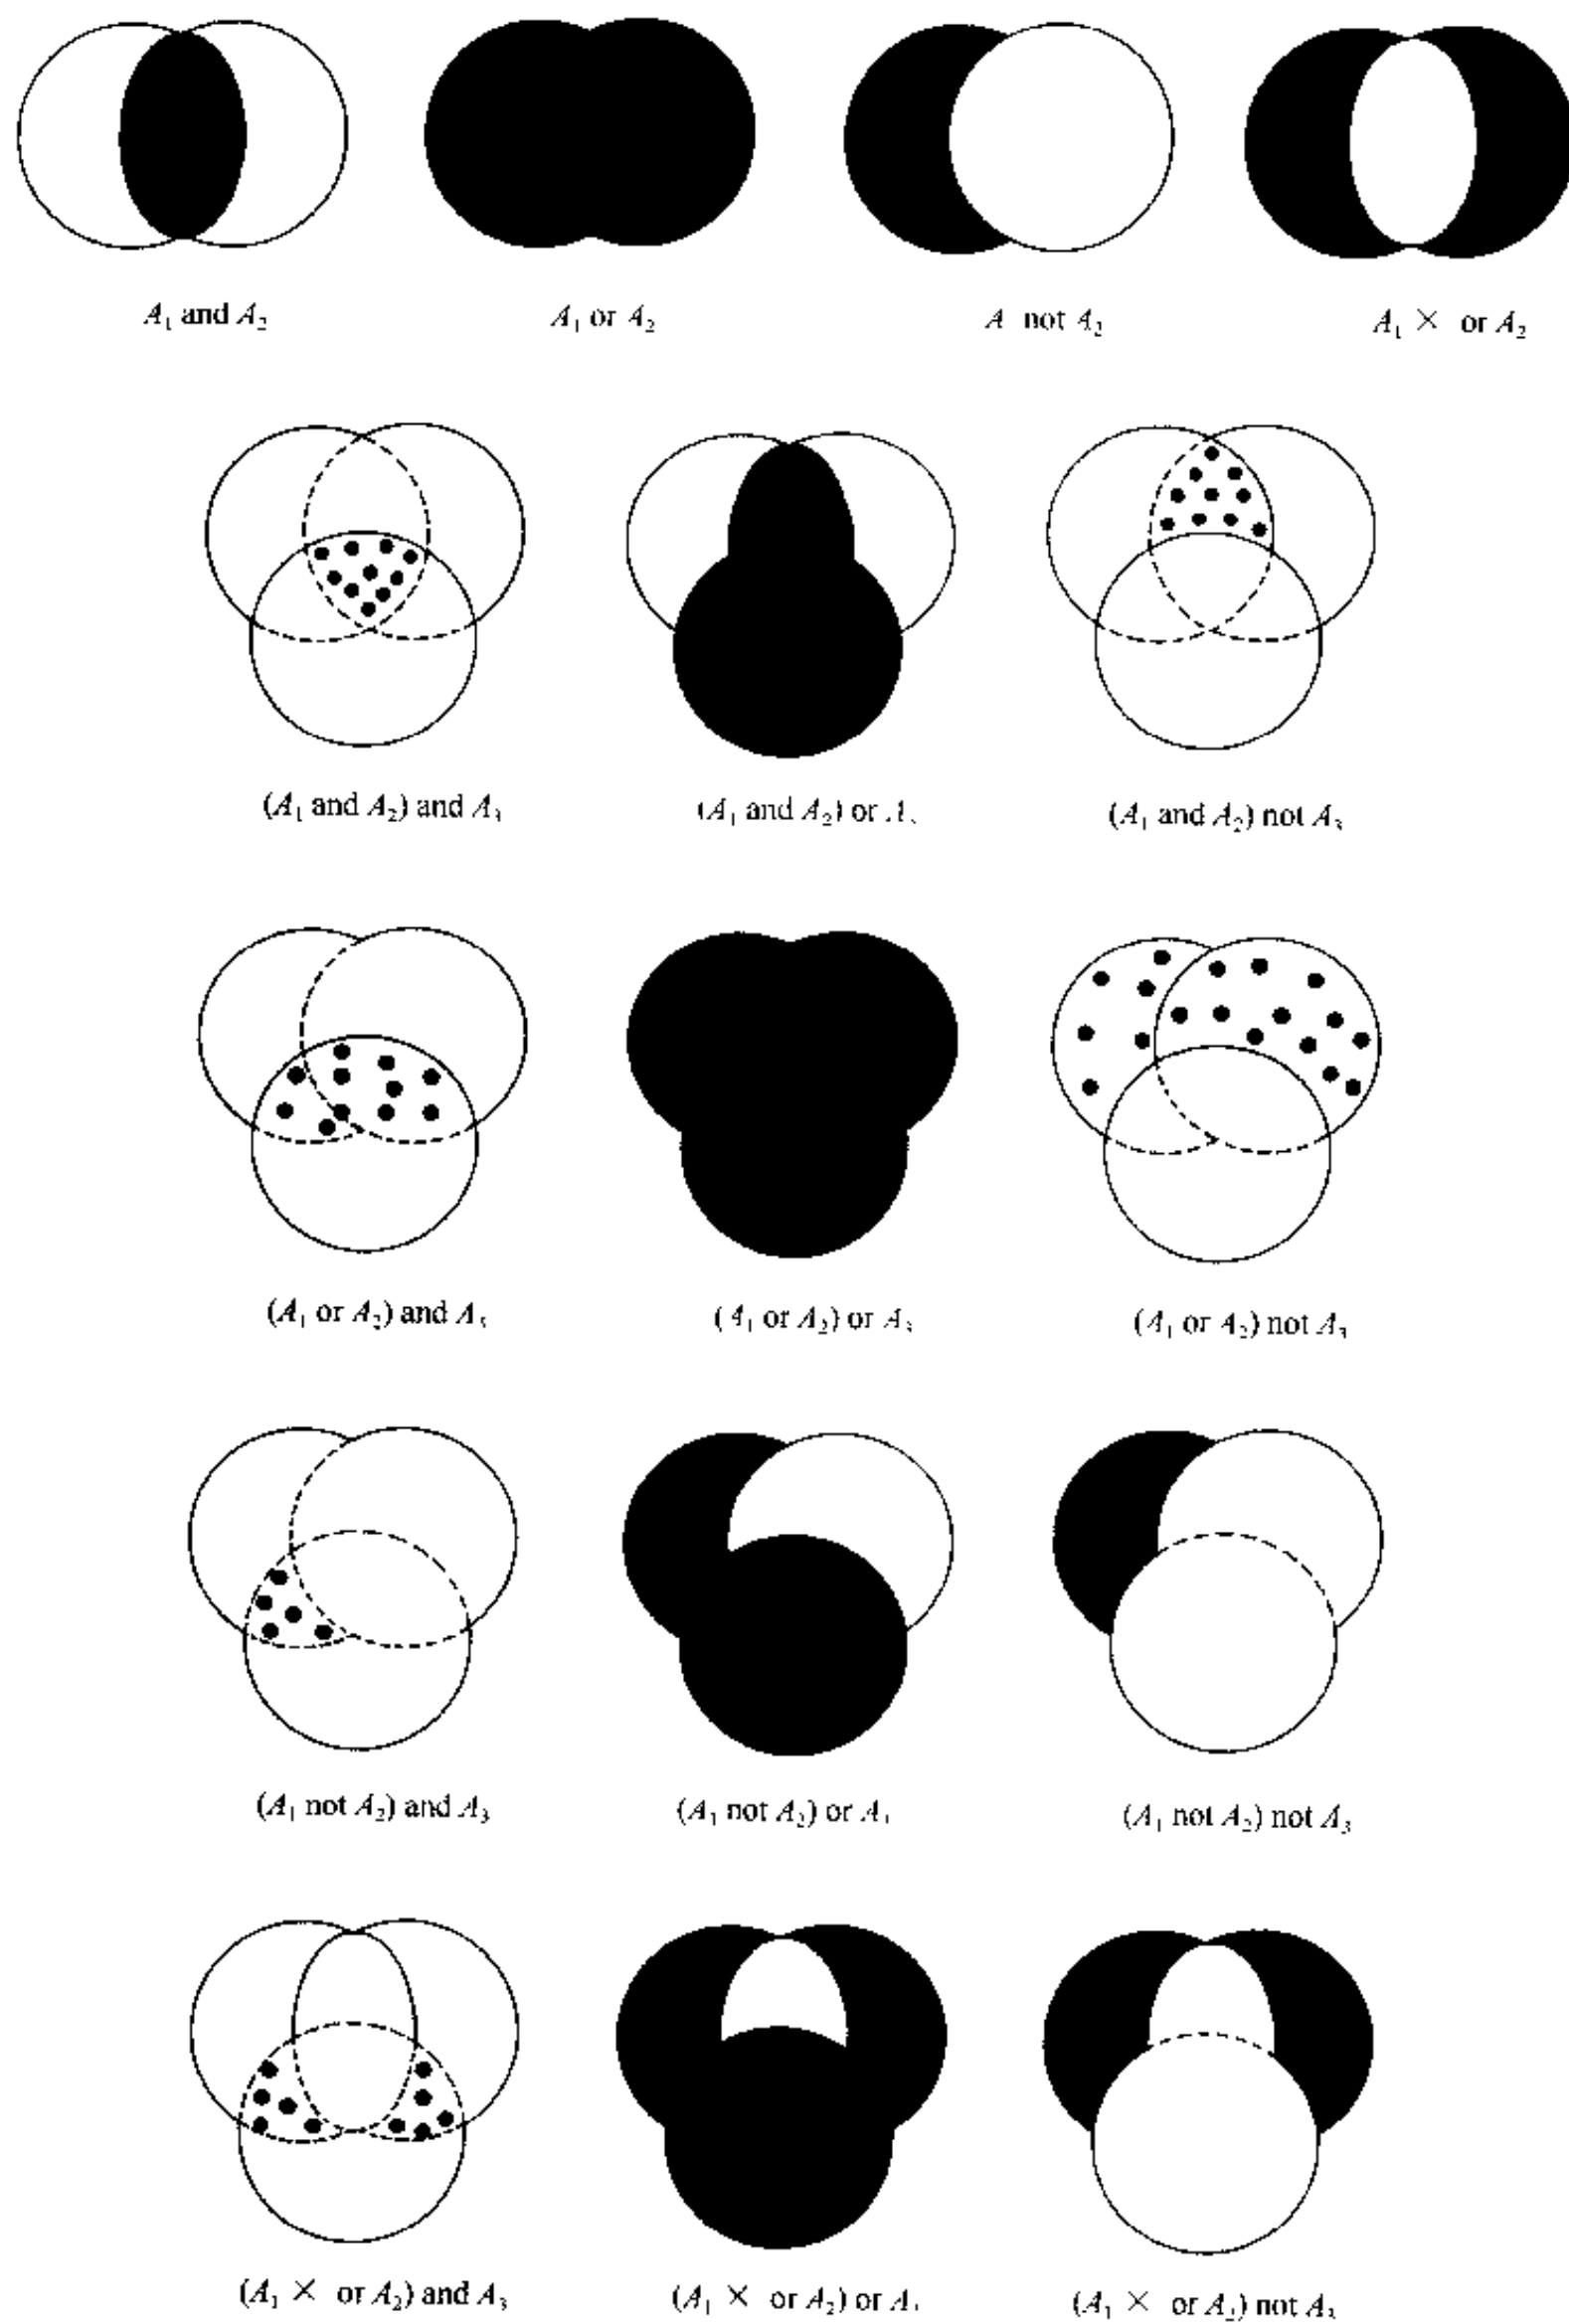 A₁ and A₂
A₁ or A₂
A not A₂
A₁ × or A₂
(A₁ and A₂) and A₃
(A₁ and A₂) or
(A₁ and A₂) not A₃
(A₁ or A₂) and A₃
(A₁ or A₂) or A₃
(A₁ or A₂) not A₃
(A₁ not A₂) and A₃
(A₁ not A₂) or
(A₁ not A₂) not A₃
(A₁ × or A₂) and A₃
(A₁ × or A₂) or
(A₁ × or A₂) not A₃